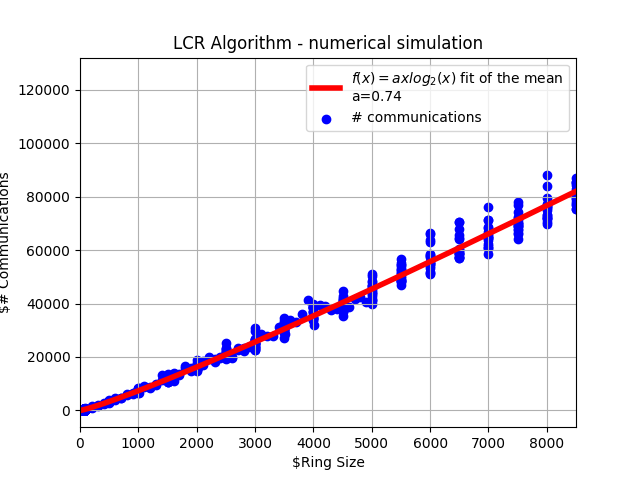 LCR Algorithm - numerical simulation
f(x) = axlog₂(x) fit of the mean
a=0.74
# communications
120000
100000
80000
60000
40000
20000
0
$# Communications
0 1000 2000 3000 4000 5000 6000 7000 8000
$Ring Size